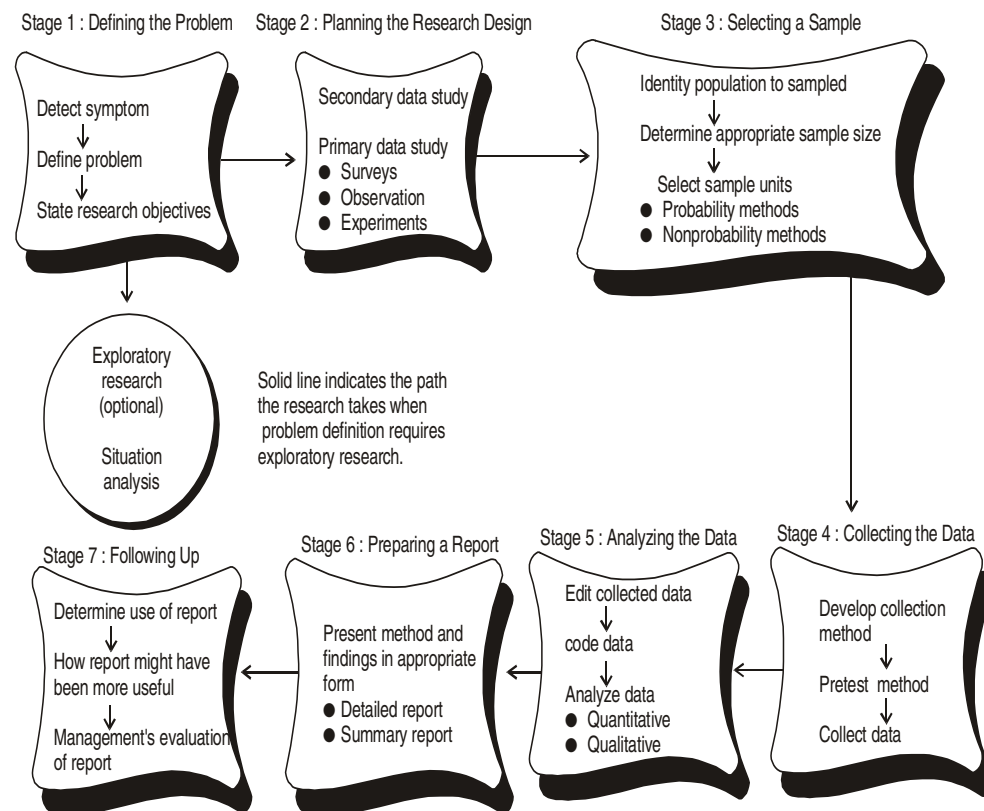 Stage 1 : Defining the Problem
Detect symptom
Define problem
State research objectives
Stage 2 : Planning the Research Design
Secondary data study
Primary data study
● Surveys
● Observation
● Experiments
Stage 3 : Selecting a Sample
Identity population to sampled
Determine appropriate sample size
Select sample units
● Probability methods
● Nonprobability methods
Exploratory
research
(optional)
Situation
analysis
Solid line indicates the path
the research takes when
problem definition requires
exploratory research.
Stage 4 : Collecting the Data
Develop collection
method
Pretest method
Collect data
Stage 5 : Analyzing the Data
Edit collected data
code data
Analyze data
● Quantitative
● Qualitative
Stage 6 : Preparing a Report
Present method and
findings in appropriate
form
● Detailed report
● Summary report
Stage 7 : Following Up
Determine use of report
How report might have
been more useful
Management's evaluation
of report